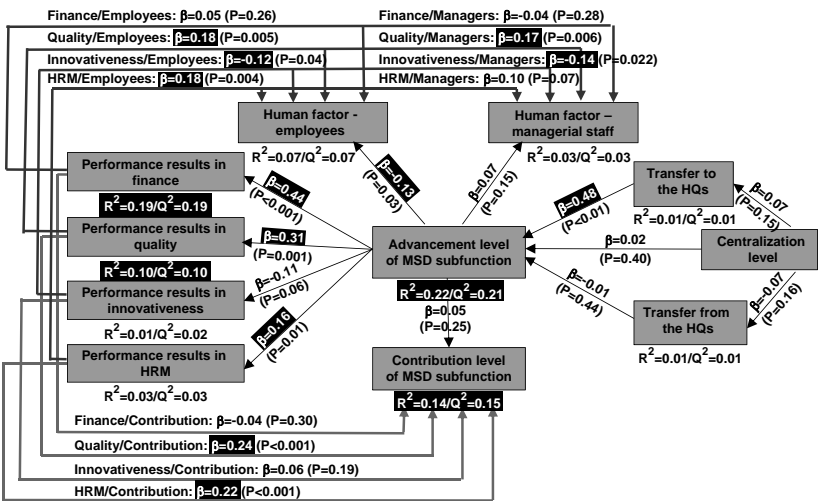 Finance/Employees: β=0.05 (P=0.26)
Quality/Employees: β=0.18 (P=0.005)
Innovativeness/Employees: β=-0.12 (P=0.04)
HRM/Employees: β=0.18 (P=0.004)
Finance/Managers: β=-0.04 (P=0.28)
Quality/Managers: β=0.17 (P=0.006)
Innovativeness/Managers: β=-0.14 (P=0.022)
HRM/Managers: β=0.10 (P=0.07)
Human factor -
employees
R²=0.07/Q²=0.07
Human factor –
managerial staff
R²=0.03/Q²=0.03
Performance results in
finance
R²=0.19/Q²=0.19
Performance results in
quality
R²=0.10/Q²=0.10
Performance results in
innovativeness
R²=0.01/Q²=0.02
Performance results in
HRM
R²=0.03/Q²=0.03
β=0.44
(P<0.001)
β=0.31
(P=0.001)
β=-0.11
(P=0.06)
β=0.16
(P=0.01)
β=-0.13
(P=0.03)
β=0.07
(P=0.15)
Advancement level
of MSD subfunction
R²=0.22/Q²=0.21
β=0.05
(P=0.25)
Contribution level
of MSD subfunction
R²=0.14/Q²=0.15
β=0.48
(P<0.01)
β=0.02
(P=0.40)
β=-0.01
(P=0.44)
Transfer to
the HQs
R²=0.01/Q²=0.01
β=0.07
(P=0.15)
Centralization
level
β=-0.07
(P=0.16)
Transfer from
the HQs
R²=0.01/Q²=0.01
Finance/Contribution: β=-0.04 (P=0.30)
Quality/Contribution: β=0.24 (P<0.001)
Innovativeness/Contribution: β=0.06 (P=0.19)
HRM/Contribution: β=0.22 (P<0.001)